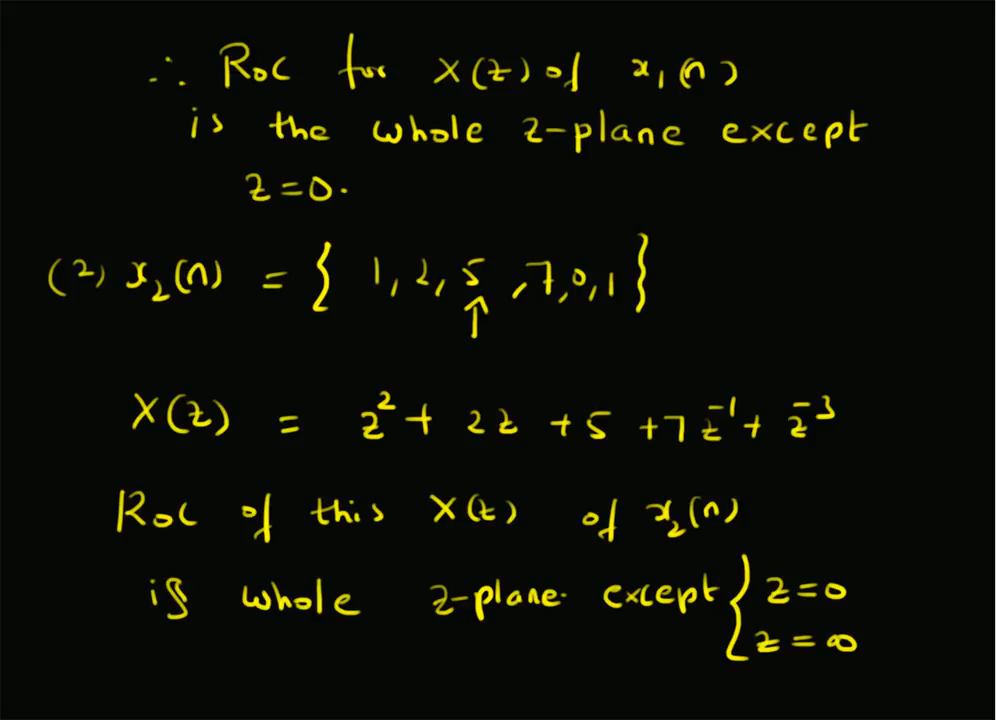 ∴ ROC for X(z) of x₁(n)
is the whole z-plane except
z=0.
(2) x₂(n) = { 1, 2, 5, 7, 0, 1 }
↑
X(z) = z² + 2z + 5 + 7z⁻¹ + z⁻³
ROC of this X(z) of x₂(n)
is whole z-plane. except { z=0
z=∞